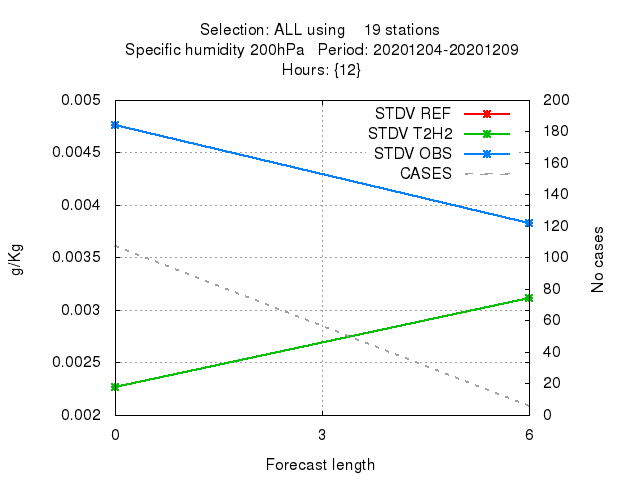 Selection: ALL using 19 stations
Specific humidity 200hPa Period: 20201204-20201209
Hours: {12}
0.005
0.0045
0.004
0.0035
0.003
0.0025
0.002
200
180
160
140
120
100
80
60
40
20
0
STDV REF
STDV T2H2
STDV OBS
CASES
g/Kg
No cases
0 3 6
Forecast length